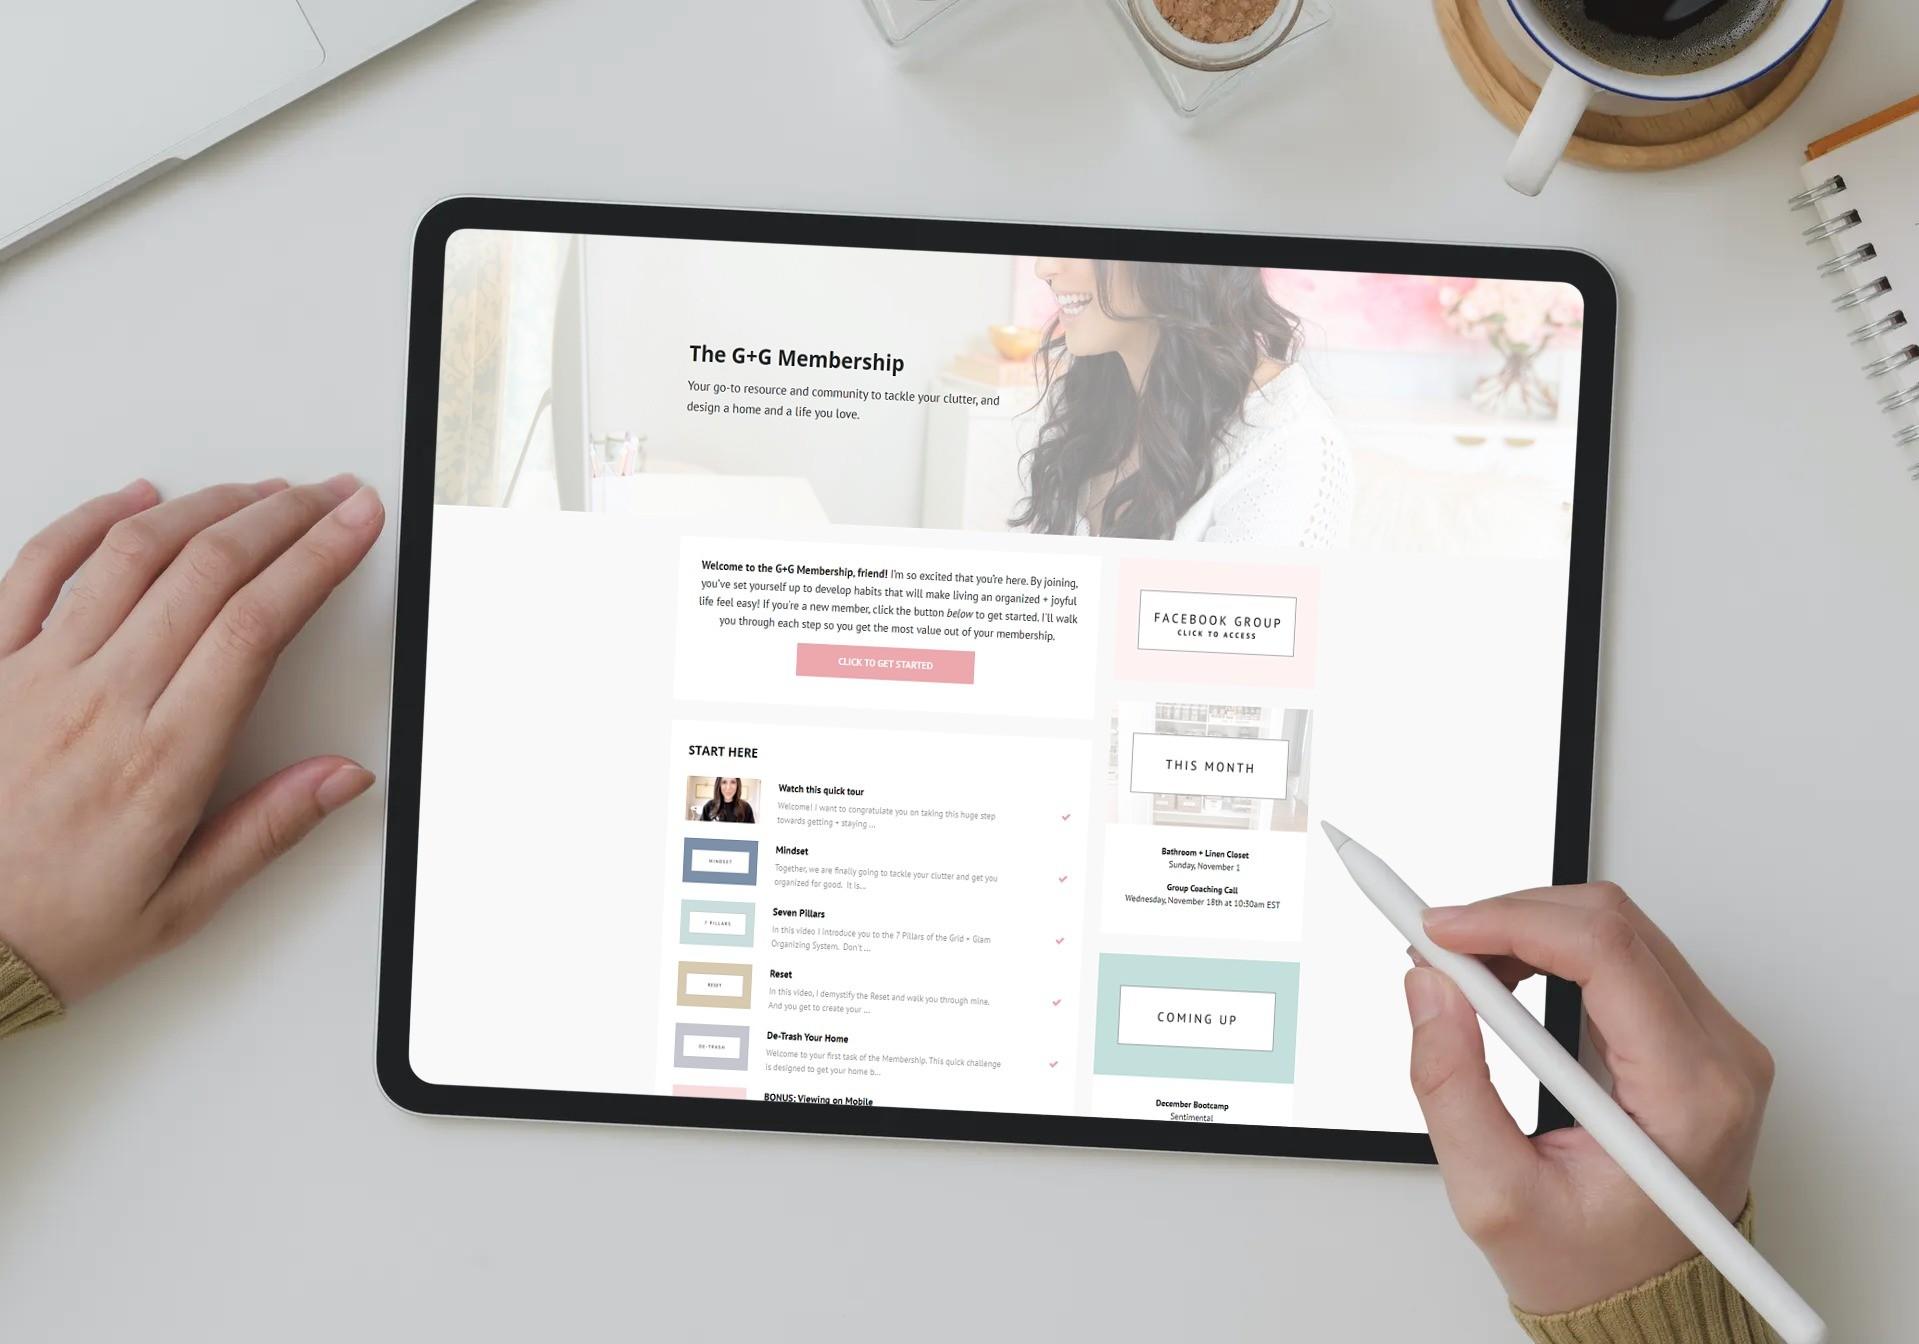 The G+G Membership
Your go-to resource and community to tackle your clutter, and
design a home and a life you love.
Welcome to the G+G Membership, friend! I'm so excited that you're here. By joining,
you've set yourself up to develop habits that will make living an organized + joyful
life feel easy! If you're a new member, click the button below to get started. I'll walk
you through each step so you get the most value out of your membership.
CLICK TO GET STARTED
START HERE
Watch this quick tour
Welcome! I want to congratulate you on taking this huge step
towards getting + staying ...
MINDSET
Mindset
Together, we are finally going to tackle your clutter and get you
organized for good. It is...
7 PILLARS
Seven Pillars
In this video I introduce you to the 7 Pillars of the Grid + Glam
Organizing System. Don't ...
RESET
Reset
In this video, I demystify the Reset and walk you through mine.
And you get to create your ...
DE-TRASH
De-Trash Your Home
Welcome to your first task of the Membership. This quick challenge
is designed to get your home b...
BONUS: Viewing on Mobile
FACEBOOK GROUP
CLICK TO ACCESS
THIS MONTH
Bathroom + Linen Closet
Sunday, November 1
Group Coaching Call
Wednesday, November 18th at 10:30am EST
COMING UP
December Bootcamp
Sentimental